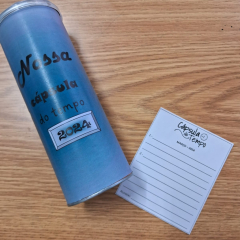 Nossa
cápsula
do tempo
2024
Cápsula
do Tempo